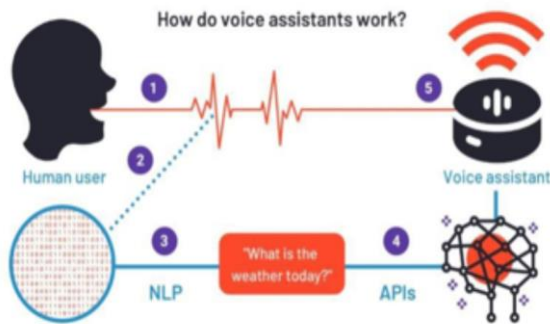 How do voice assistants work?
1
5
2
Human user
Voice assistant
3
4
"What is the
weather today?"
NLP
APIs